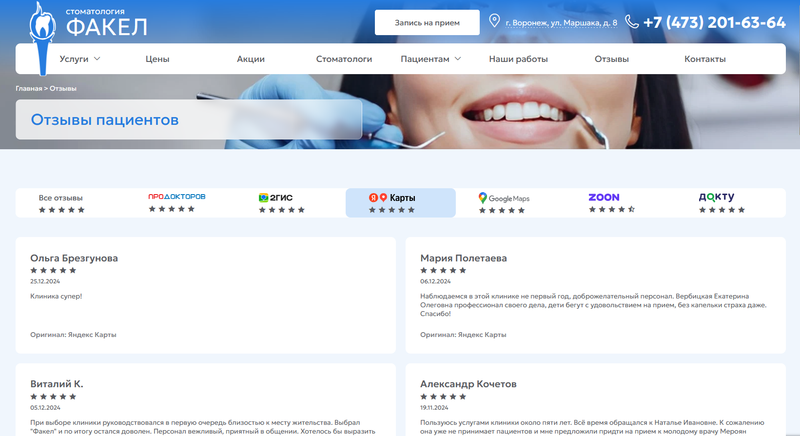 стоматология
ФАКЕЛ
Запись на прием
г. Воронеж, ул. Маршака, д. 8
+7 (473) 201-63-64
Услуги
Цены
Акции
Стоматологи
Пациентам
Наши работы
Отзывы
Контакты
Главная > Отзывы
Отзывы пациентов
Все отзывы
ПРОДОКТОРОВ
2ГИС
Я Карты
Google Maps
ZOON
ДОКТУ
Ольга Брезгунова
25.12.2024
Клиника супер!
Оригинал: Яндекс Карты
Мария Полетаева
06.12.2024
Наблюдаемся в этой клинике не первый год, доброжелательный персонал. Вербицкая Екатерина
Олеговна профессионал своего дела, дети бегут с удовольствием на прием, без капельки страха даже.
Спасибо!
Оригинал: Яндекс Карты
Виталий К.
05.12.2024
При выборе клиники руководствовался в первую очередь близостью к месту жительства. Выбрал
"Факел" и по итогу остался доволен. Персонал вежливый, приятный в общении. Хотелось бы выразить
Александр Кочетов
19.11.2024
Пользуюсь услугами клиники около пяти лет. Всё время обращался к Наталье Ивановне. К сожалению
она уже не принимает пациентов и мне предложили придти на прием к молодому врачу Мероян